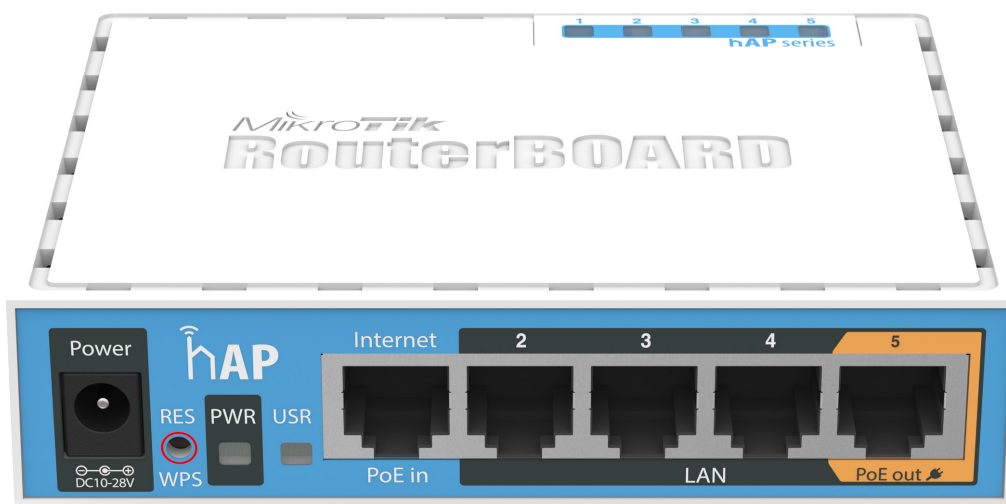 1 2 3 4 5
hAP series
MikroTik
RouterBOARD
Power
hAP
Internet
2
3
4
5
RES
PWR
USR
WPS
DC10-28V
PoE in
LAN
PoE out